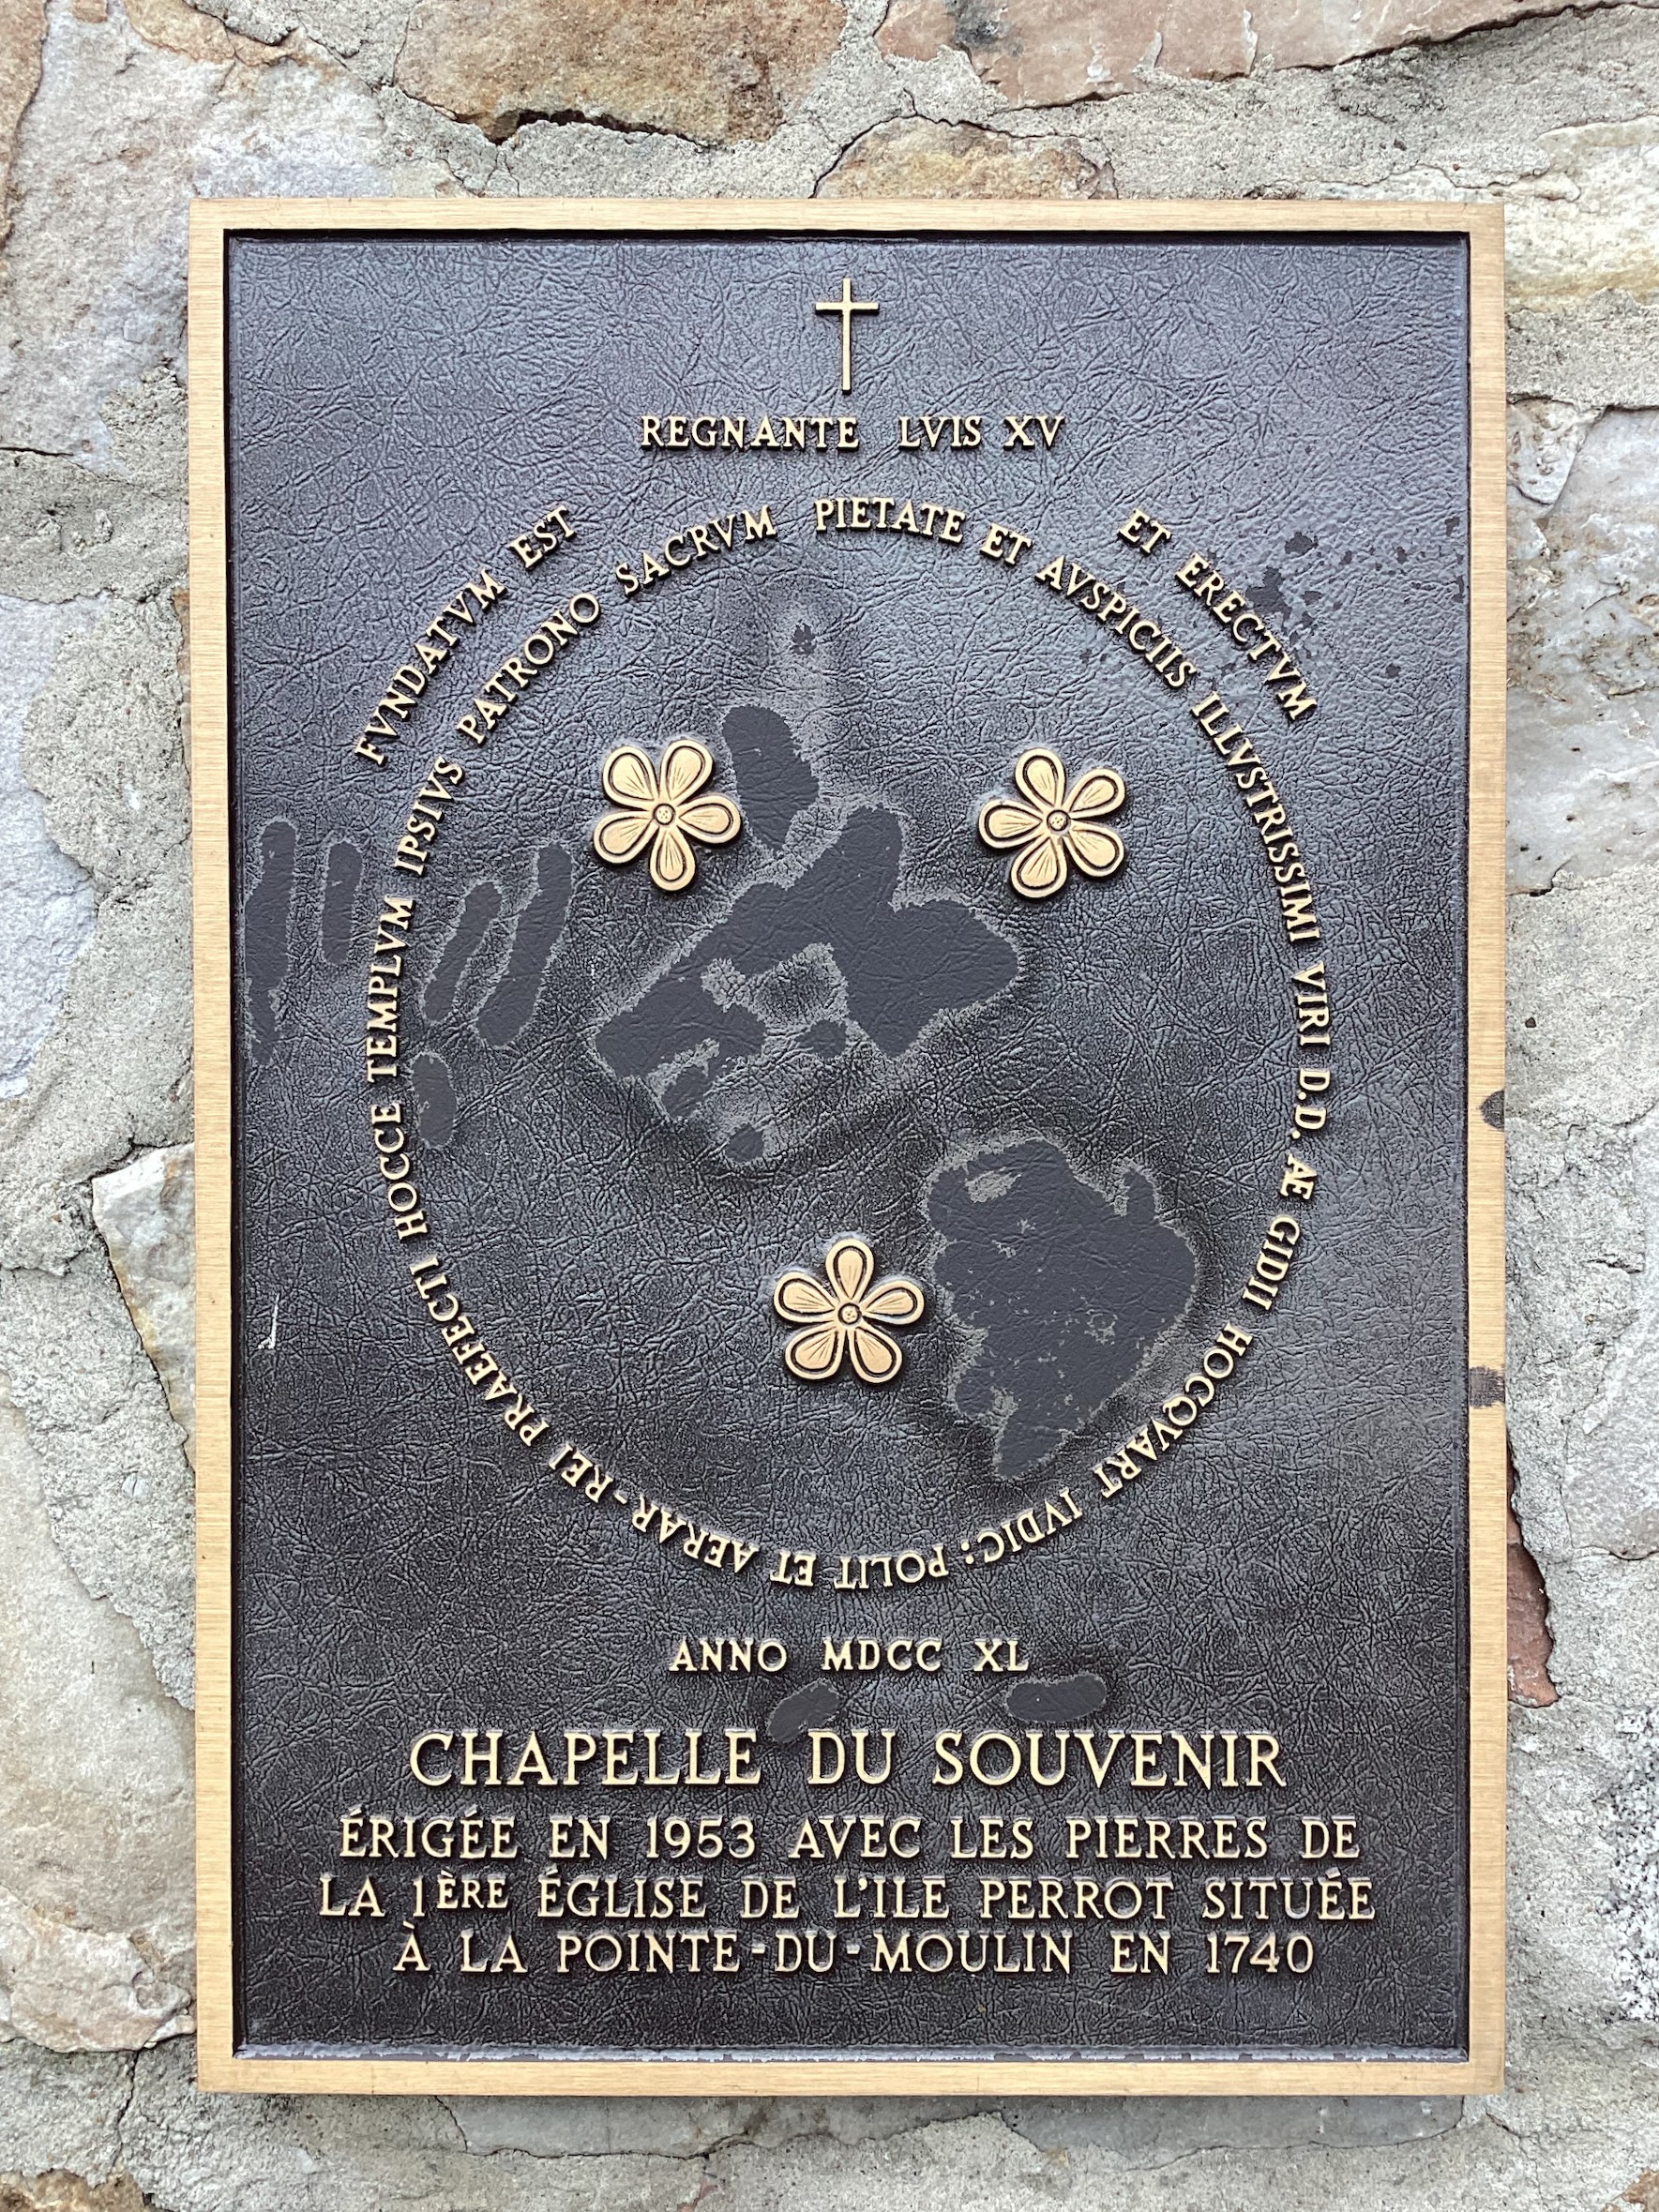 REGNANTE LVIS XV
FVNDATVM EST
ET ERECTVM
PIETATE ET AVSPICIIS ILLVSTRISSIMI VIRI D.D. Æ GIDII HOCQVART IVDIC: POLIT ET AERAR-REI PRAEFECTI HOCCE TEMPLVM IPSIVS PATRONO SACRVM
ANNO MDCC XL
CHAPELLE DU SOUVENIR
ÉRIGÉE EN 1953 AVEC LES PIERRES DE
LA 1ÈRE ÉGLISE DE L'ILE PERROT SITUÉE
À LA POINTE-DU-MOULIN EN 1740